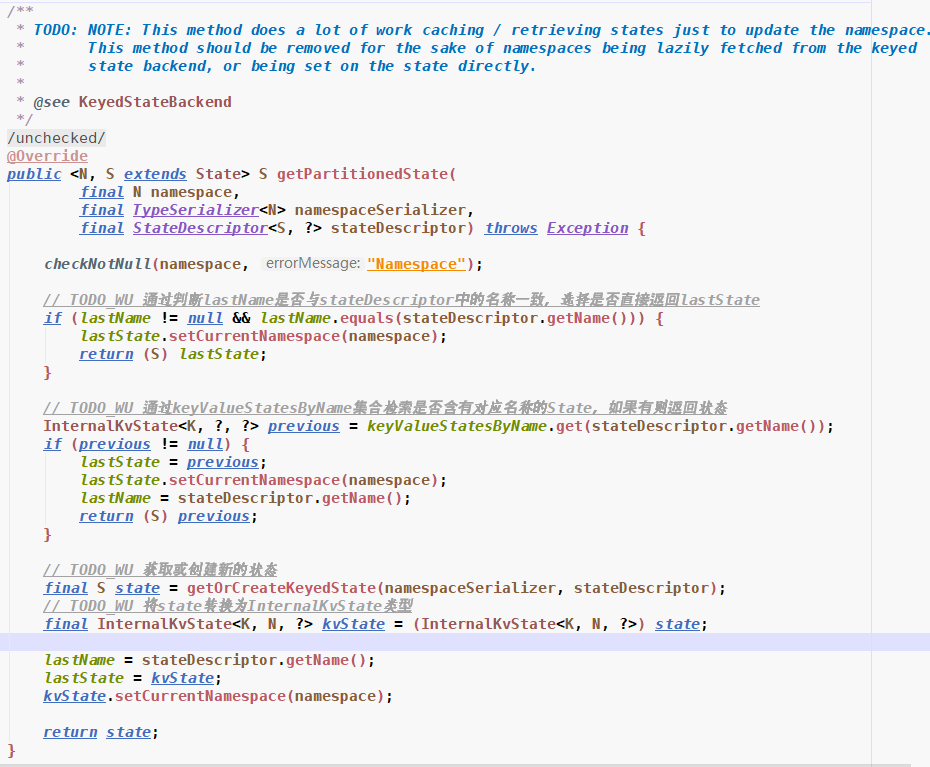 /**
 * TODO: NOTE: This method does a lot of work caching / retrieving states just to update the namespace.
 *       This method should be removed for the sake of namespaces being lazily fetched from the keyed
 *       state backend, or being set on the state directly.
 *
 * @see KeyedStateBackend
 */
/unchecked/
@Override
public <N, S extends State> S getPartitionedState(
        final N namespace,
        final TypeSerializer<N> namespaceSerializer,
        final StateDescriptor<S, ?> stateDescriptor) throws Exception {
    checkNotNull(namespace, errorMessage: "Namespace");
    // TODO_WU 通过判断lastName是否与stateDescriptor中的名称一致, 选择是否直接返回lastState
    if (lastName != null && lastName.equals(stateDescriptor.getName())) {
        lastState.setCurrentNamespace(namespace);
        return (S) lastState;
    }
    // TODO_WU 通过keyValueStatesByName集合检索是否含有对应名称的State, 如果有则返回状态
    InternalKvState<K, ?, ?> previous = keyValueStatesByName.get(stateDescriptor.getName());
    if (previous != null) {
        lastState = previous;
        lastState.setCurrentNamespace(namespace);
        lastName = stateDescriptor.getName();
        return (S) previous;
    }
    // TODO_WU 获取或创建新的状态
    final S state = getOrCreateKeyedState(namespaceSerializer, stateDescriptor);
    // TODO_WU 将state转换为InternalKvState类型
    final InternalKvState<K, N, ?> kvState = (InternalKvState<K, N, ?>) state;
    lastName = stateDescriptor.getName();
    lastState = kvState;
    kvState.setCurrentNamespace(namespace);
    return state;
}